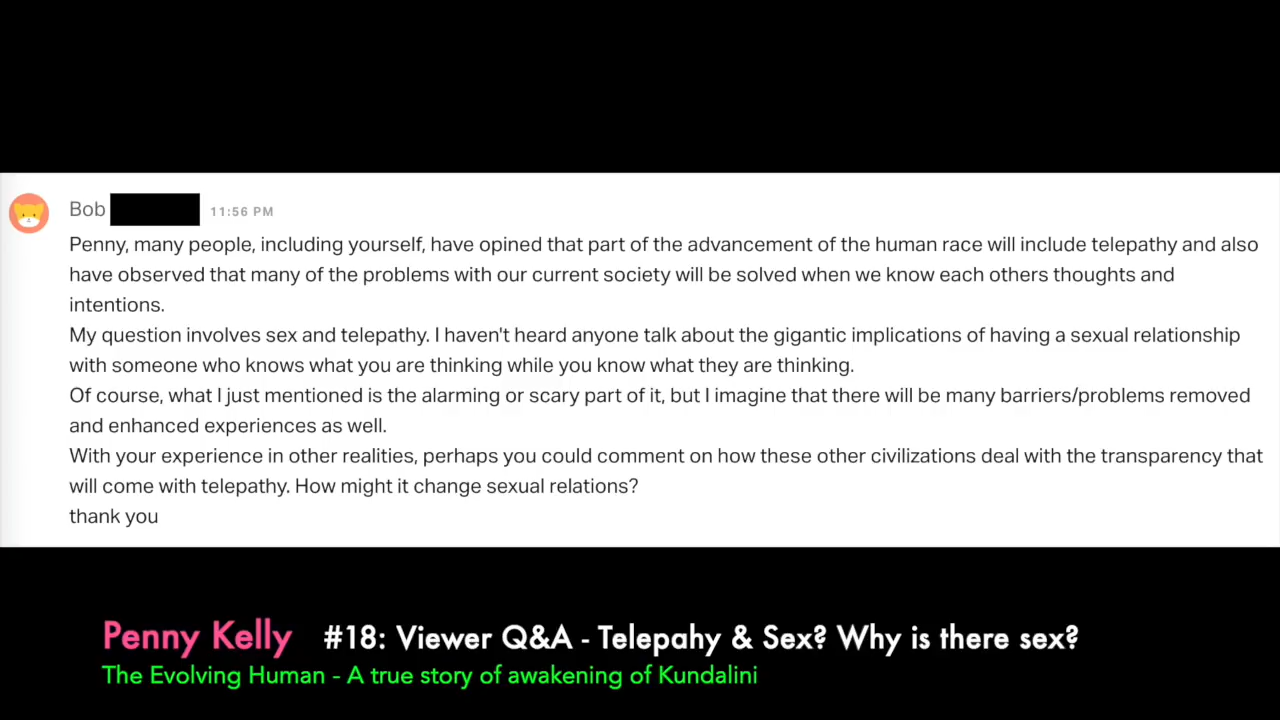 Bob
11:56 PM
Penny, many people, including yourself, have opined that part of the advancement of the human race will include telepathy and also
have observed that many of the problems with our current society will be solved when we know each others thoughts and
intentions.
My question involves sex and telepathy. I haven't heard anyone talk about the gigantic implications of having a sexual relationship
with someone who knows what you are thinking while you know what they are thinking.
Of course, what I just mentioned is the alarming or scary part of it, but I imagine that there will be many barriers/problems removed
and enhanced experiences as well.
With your experience in other realities, perhaps you could comment on how these other civilizations deal with the transparency that
will come with telepathy. How might it change sexual relations?
thank you
Penny Kelly #18: Viewer Q&A - Telepahy & Sex? Why is there sex?
The Evolving Human - A true story of awakening of Kundalini